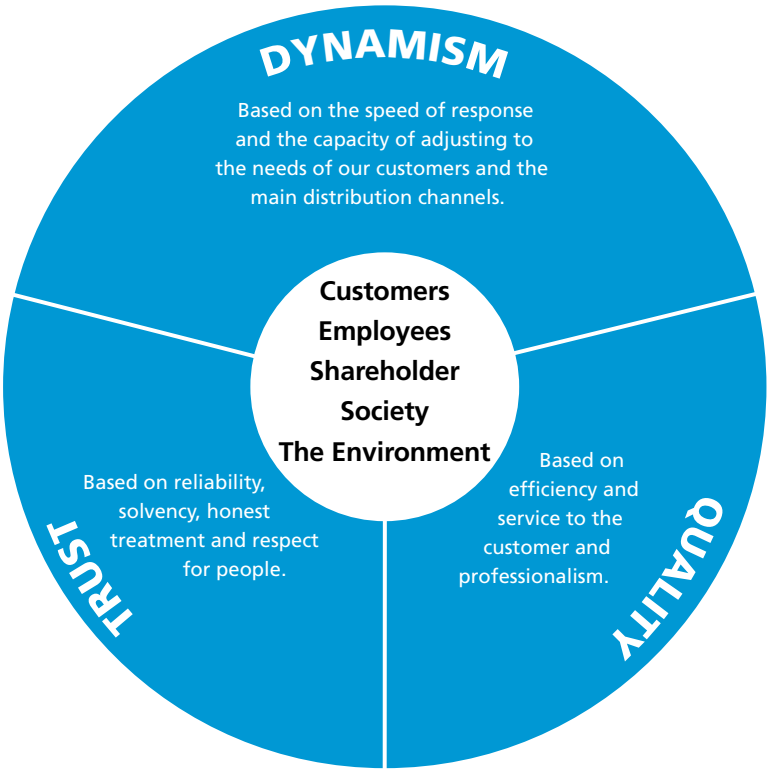 DYNAMISM
Based on the speed of response
and the capacity of adjusting to
the needs of our customers and the
main distribution channels.
Customers
Employees
Shareholder
Society
The Environment
TRUST
Based on reliability,
solvency, honest
treatment and respect
for people.
QUALITY
Based on
efficiency and
service to the
customer and
professionalism.